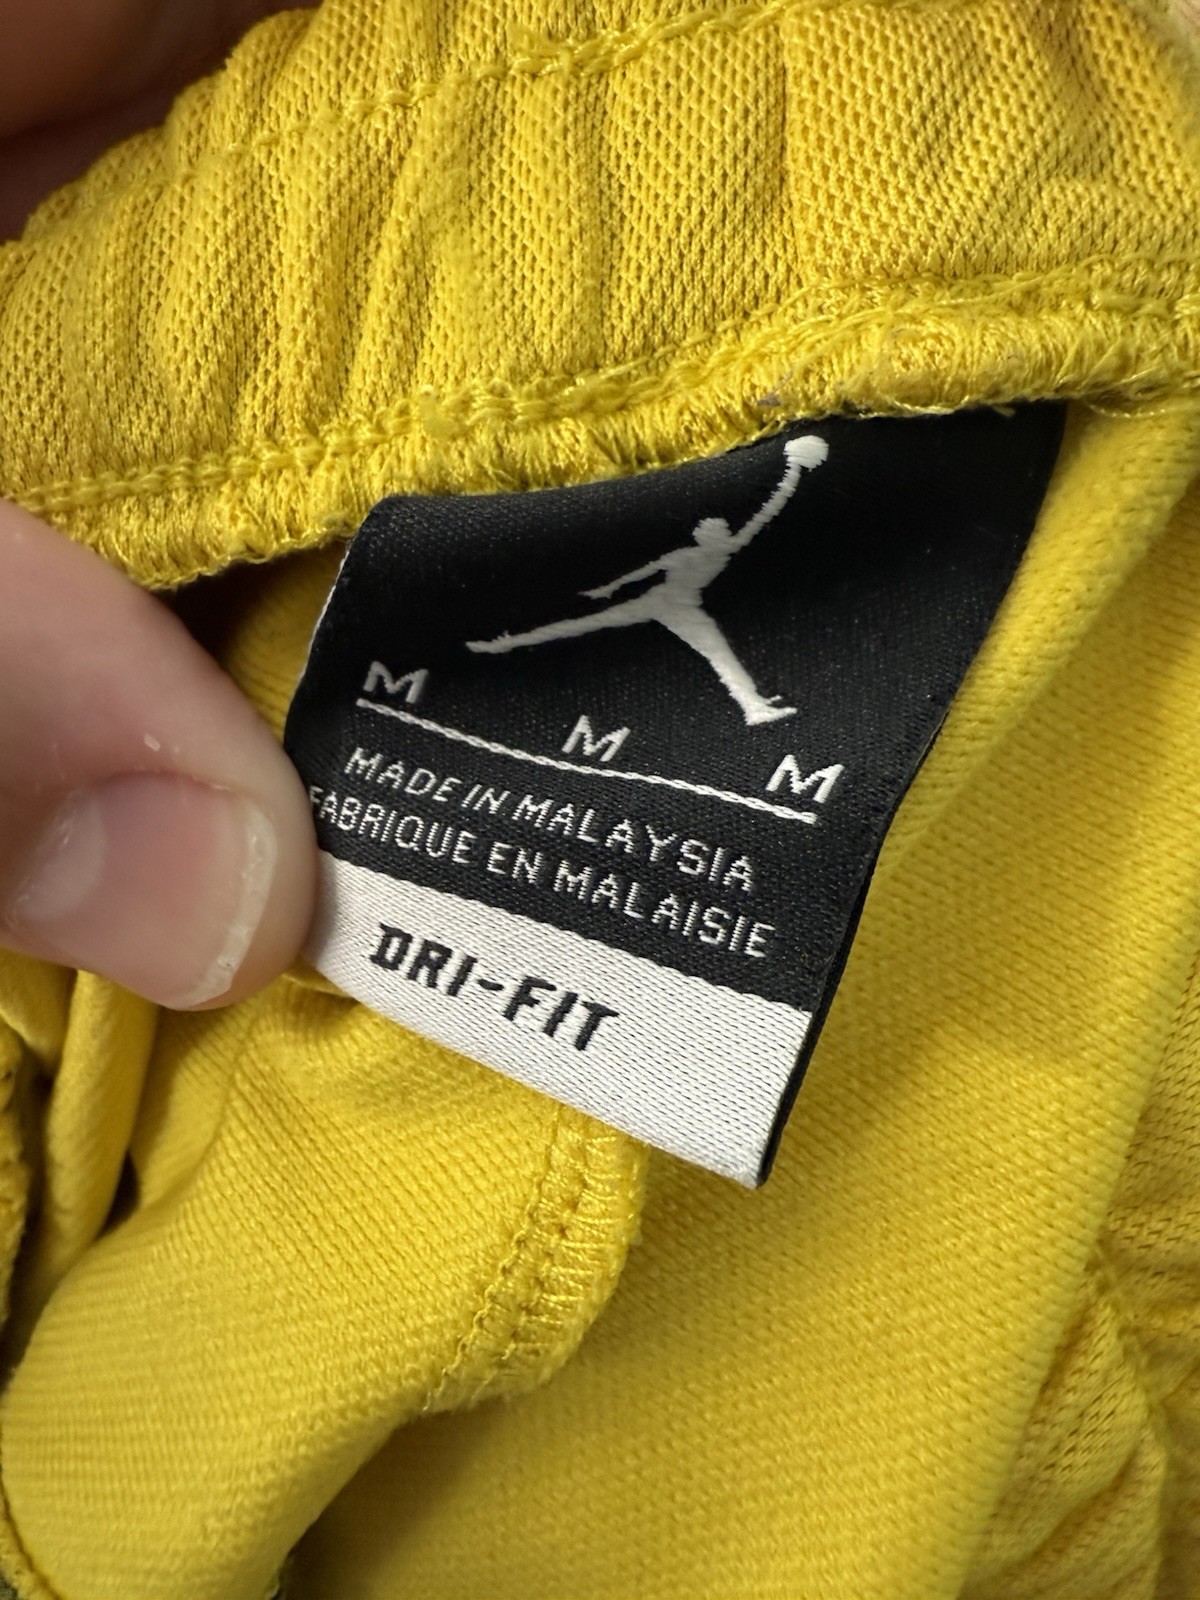 M M M
MADE IN MALAYSIA
FABRIQUE EN MALAISIE
DRI-FIT